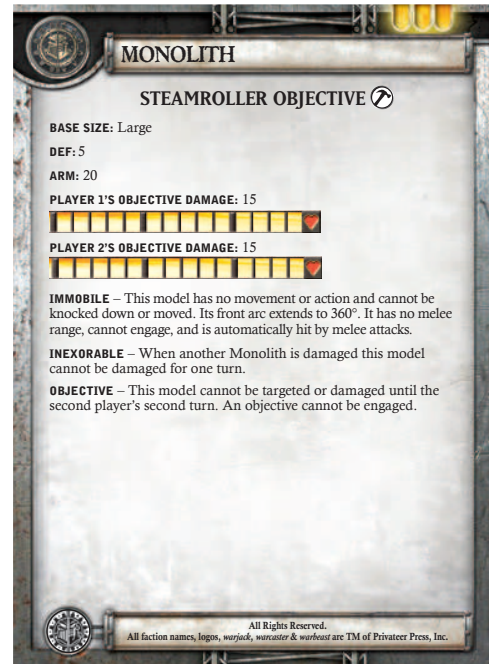 MONOLITH
STEAMROLLER OBJECTIVE
BASE SIZE: Large
DEF: 5
ARM: 20
PLAYER 1'S OBJECTIVE DAMAGE: 15
PLAYER 2'S OBJECTIVE DAMAGE: 15
IMMOBILE – This model has no movement or action and cannot be
knocked down or moved. Its front arc extends to 360°. It has no melee
range, cannot engage, and is automatically hit by melee attacks.
INEXORABLE – When another Monolith is damaged this model
cannot be damaged for one turn.
OBJECTIVE – This model cannot be targeted or damaged until the
second player's second turn. An objective cannot be engaged.
All Rights Reserved.
All faction names, logos, warjack, warcaster & warbeast are TM of Privateer Press, Inc.